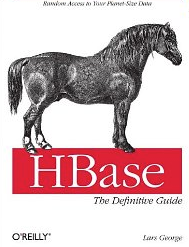 Random Access to Your Planet-Size Data
HBase
The Definitive Guide
O'REILLY®
Lars George